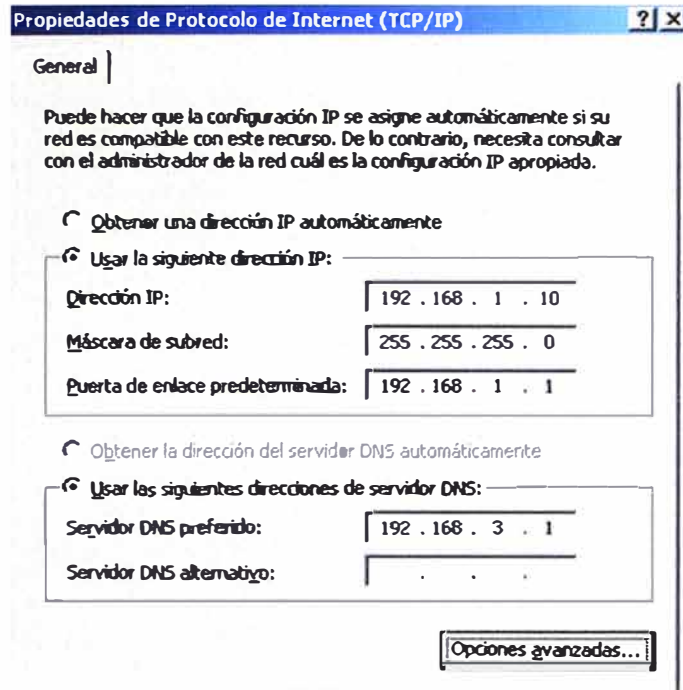 Propiedades de Protocolo de Internet (TCP/IP)
General
Puede hacer que la configuración IP se asigne automáticamente si su
red es compatible con este recurso. De lo contrario, necesita consultar
con el administrador de la red cuál es la configuración IP apropiada.
Obtener una dirección IP automáticamente
Usar la siguiente dirección IP:
Dirección IP: 192 . 168 . 1 . 10
Máscara de subred: 255 . 255 . 255 . 0
Puerta de enlace predeterminada: 192 . 168 . 1 . 1
Obtener la dirección del servidor DNS automáticamente
Usar las siguientes direcciones de servidor DNS:
Servidor DNS preferido: 192 . 168 . 3 . 1
Servidor DNS alternativo: . . .
Opciones avanzadas...